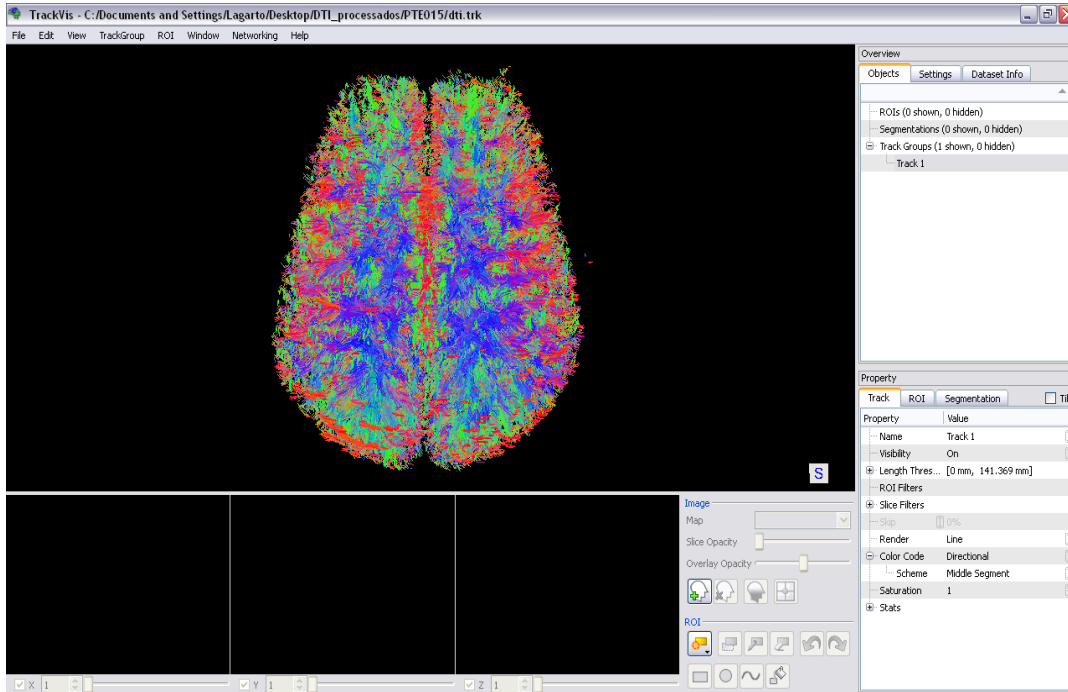 TrackVis - C:/Documents and Settings/Lagarto/Desktop/DTI_processados/PTE015/dti.trk
File Edit View TrackGroup ROI Window Networking Help
Overview
Objects Settings Dataset Info
ROIs (0 shown, 0 hidden)
Segmentations (0 shown, 0 hidden)
Track Groups (1 shown, 0 hidden)
Track 1
S
Property
Track ROI Segmentation
Property Value
Name Track 1
Visibility On
Length Thres... [0 mm, 141.369 mm]
ROI Filters
Slice Filters
Skip 0%
Render Line
Color Code Directional
Scheme Middle Segment
Saturation 1
Stats
Image
Map
Slice Opacity
Overlay Opacity
ROI
X 1 Y 1 Z 1